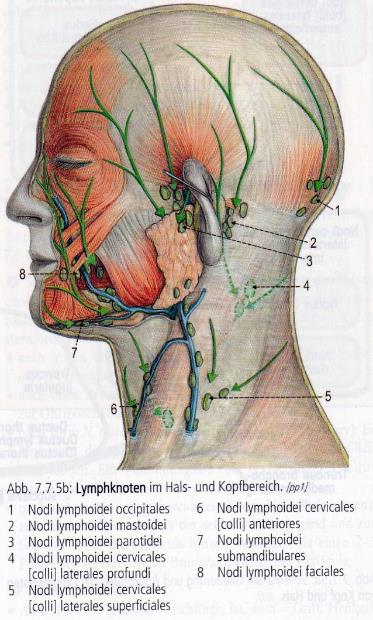 1
2
3
4
8
7
6
5
Abb. 7.7.5b: Lymphknoten im Hals- und Kopfbereich. [pp1]
1 Nodi lymphoidei occipitales
2 Nodi lymphoidei mastoidei
3 Nodi lymphoidei parotidei
4 Nodi lymphoidei cervicales
[colli] laterales profundi
5 Nodi lymphoidei cervicales
[colli] laterales superficiales
6 Nodi lymphoidei cervicales
[colli] anteriores
7 Nodi lymphoidei
submandibulares
8 Nodi lymphoidei faciales